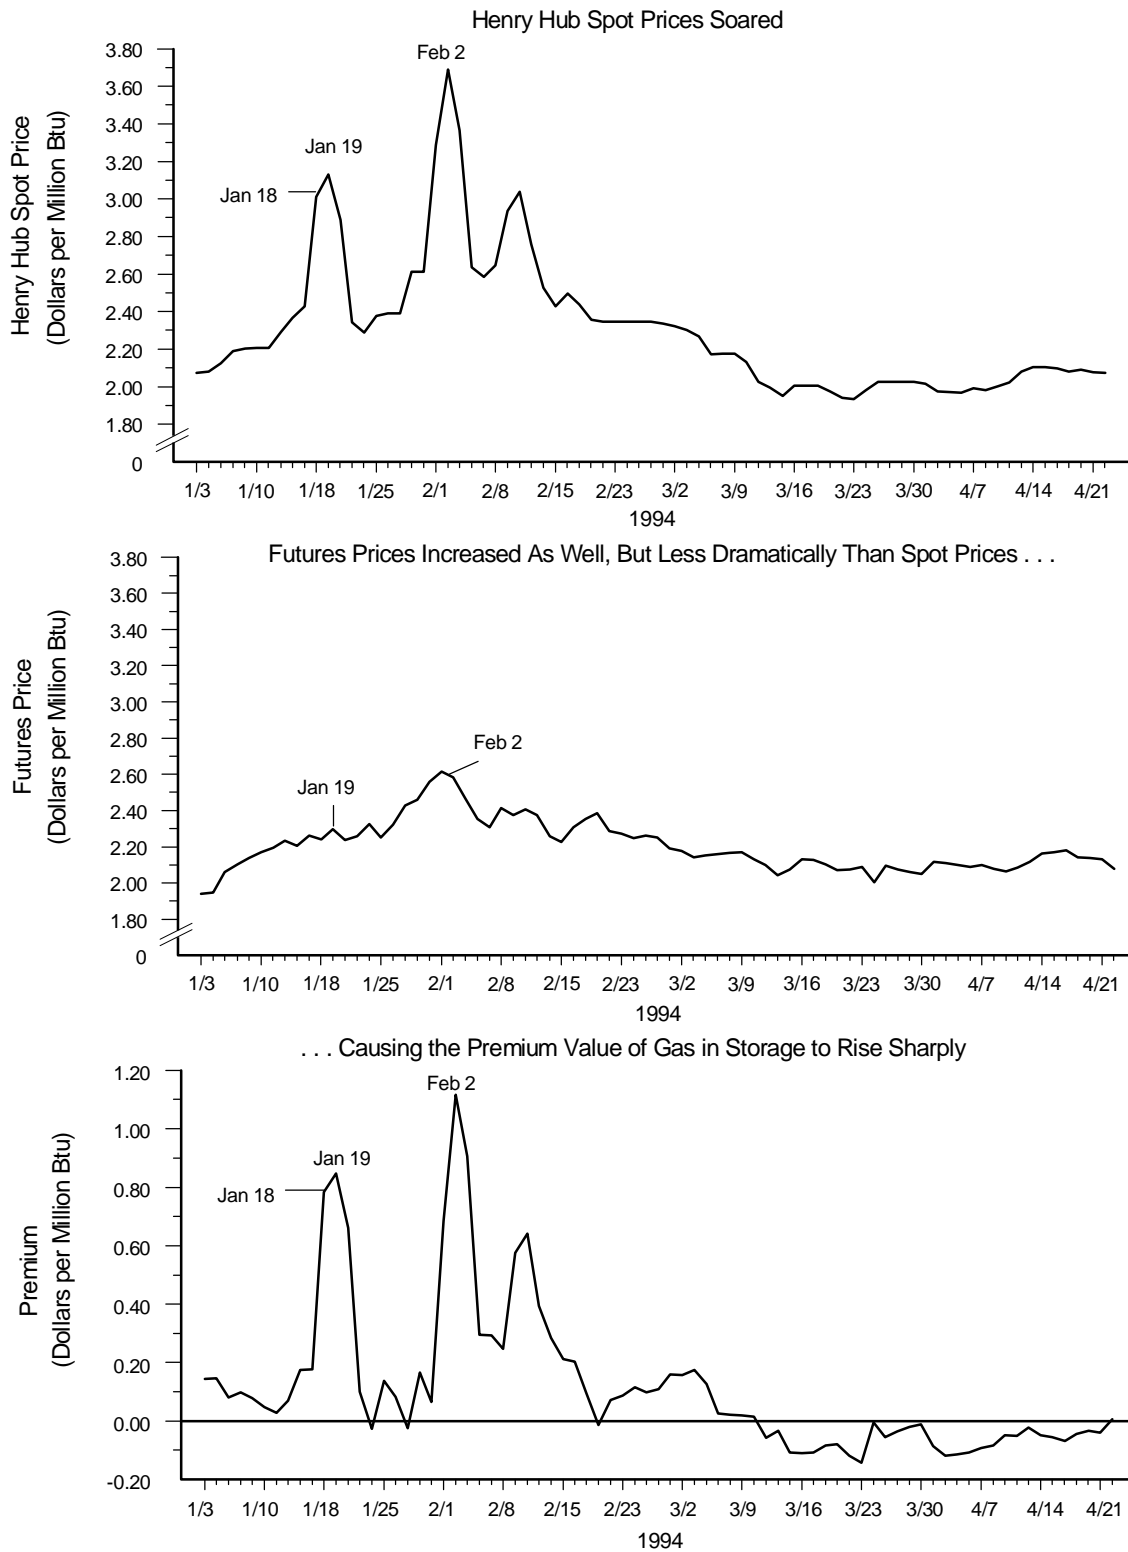 Henry Hub Spot Prices Soared
Henry Hub Spot Price
(Dollars per Million Btu)
3.80
3.60
3.40
3.20
3.00
2.80
2.60
2.40
2.20
2.00
1.80
0
Feb 2
Jan 19
Jan 18
1/3 1/10 1/18 1/25 2/1 2/8 2/15 2/23 3/2 3/9 3/16 3/23 3/30 4/7 4/14 4/21
1994
Futures Prices Increased As Well, But Less Dramatically Than Spot Prices . . .
Futures Price
(Dollars per Million Btu)
3.80
3.60
3.40
3.20
3.00
2.80
2.60
2.40
2.20
2.00
1.80
0
Feb 2
Jan 19
1/3 1/10 1/18 1/25 2/1 2/8 2/15 2/23 3/2 3/9 3/16 3/23 3/30 4/7 4/14 4/21
1994
. . . Causing the Premium Value of Gas in Storage to Rise Sharply
Premium
(Dollars per Million Btu)
1.20
1.00
0.80
0.60
0.40
0.20
0.00
-0.20
Feb 2
Jan 19
Jan 18
1/3 1/10 1/18 1/25 2/1 2/8 2/15 2/23 3/2 3/9 3/16 3/23 3/30 4/7 4/14 4/21
1994